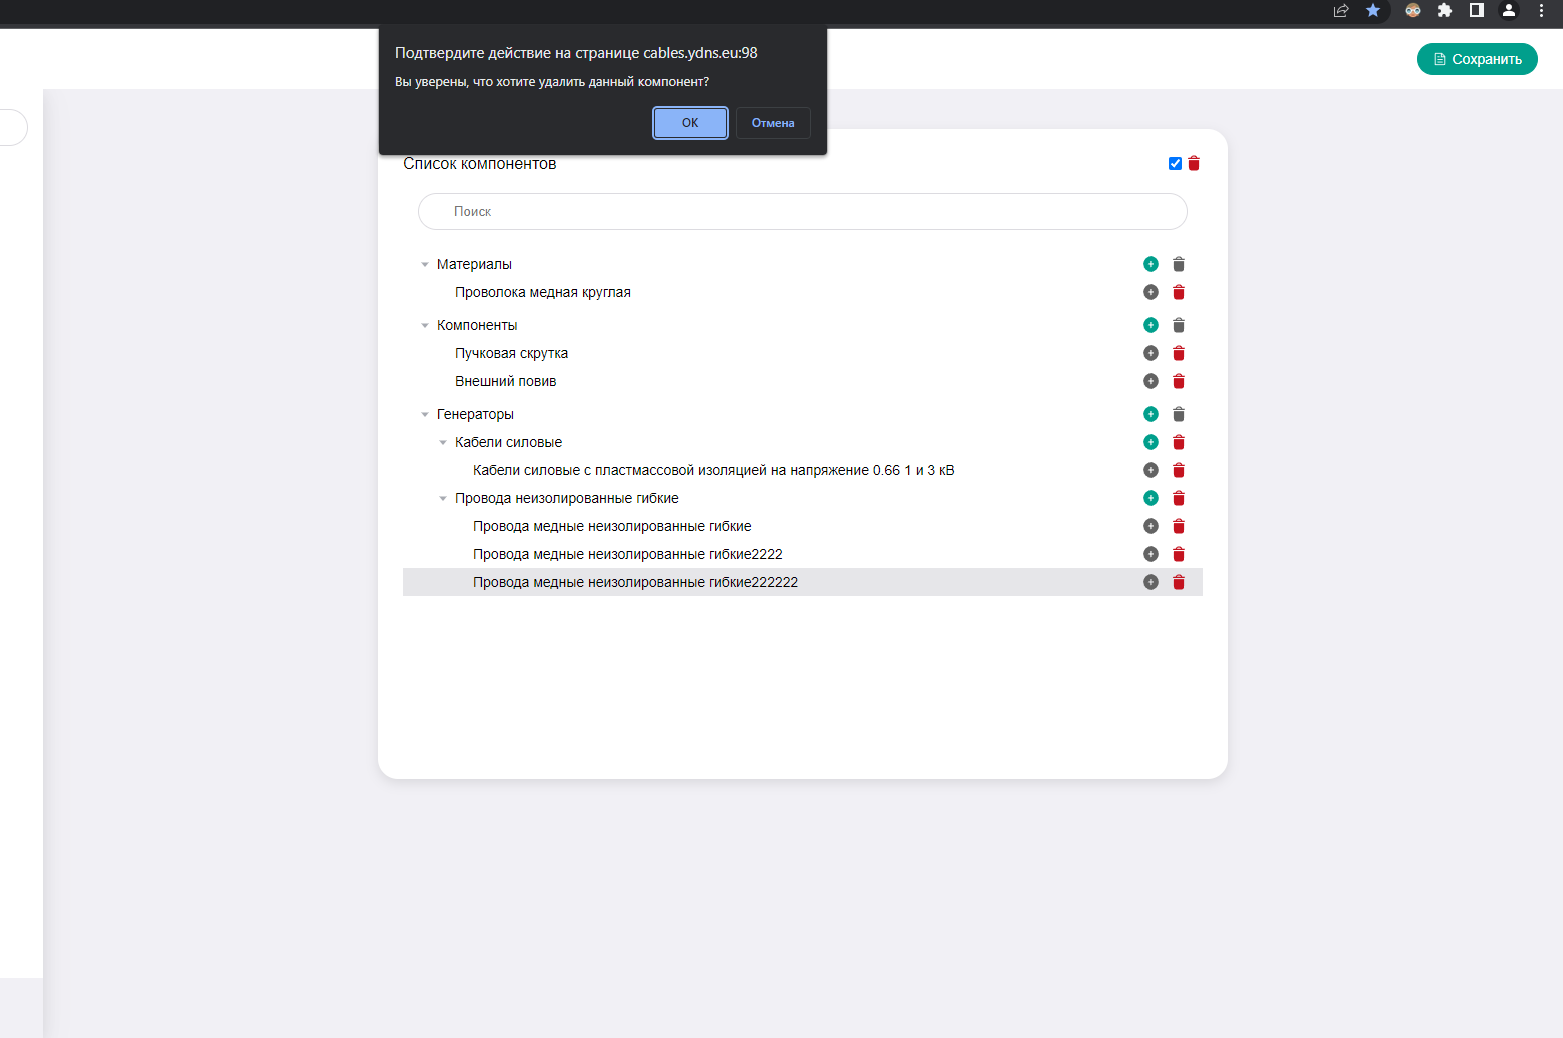 Подтвердите действие на странице cables.ydns.eu:98
Вы уверены, что хотите удалить данный компонент?
ОК
Отмена
Сохранить
Список компонентов
Поиск
Материалы
Проволока медная круглая
Компоненты
Пучковая скрутка
Внешний повив
Генераторы
Кабели силовые
Кабели силовые с пластмассовой изоляцией на напряжение 0.66 1 и 3 кВ
Провода неизолированные гибкие
Провода медные неизолированные гибкие
Провода медные неизолированные гибкие2222
Провода медные неизолированные гибкие222222